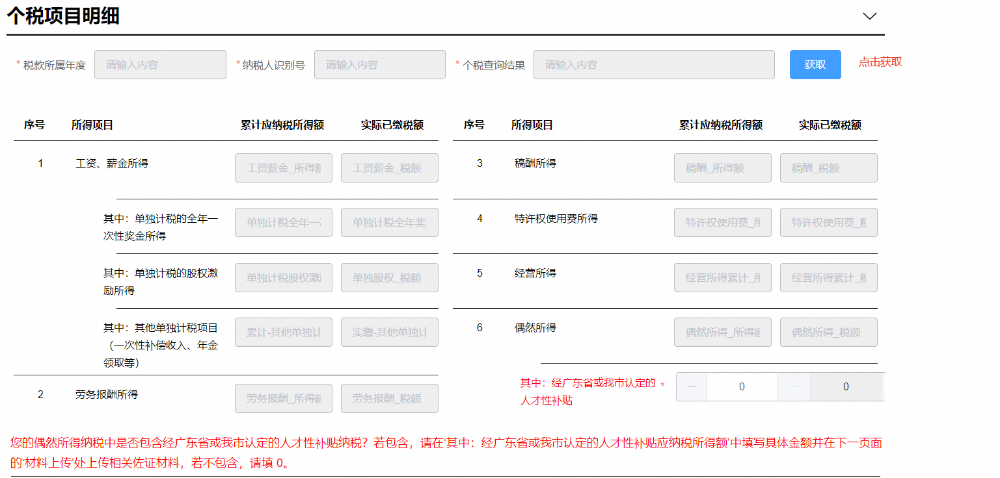 个税项目明细
*税款所属年度 请输入内容 *纳税人识别号 请输入内容 *个税查询结果 请输入内容 获取 点击获取
序号 所得项目 累计应纳税所得额 实际已缴税额 序号 所得项目 累计应纳税所得额 实际已缴税额
1 工资、薪金所得 工资薪金_所得 工资薪金_税额 3 稿酬所得 稿酬_所得额 稿酬_税额
其中：单独计税的全年一 单独计税全年一 单独计税全年奖 4 特许权使用费所得 特许权使用费_ 特许权使用费_税
次性奖金所得
其中：单独计税的股权激 单独计税股权激 单独股权_税额 5 经营所得 经营所得累计_ 经营所得累计_税
励所得
其中：其他单独计税项目 累计-其他单独计 实缴-其他单独计 6 偶然所得 偶然所得_所得 偶然所得_税额
（一次性补偿收入、年金
领取等）
2 劳务报酬所得 劳务报酬_所得 劳务报酬_税额
其中：经广东省或我市认定的 * — 0 — 0
人才性补贴
您的偶然所得纳税中是否包含经广东省或我市认定的人才性补贴纳税？若包含，请在‘其中：经广东省或我市认定的人才性补贴应纳税所得额’中填写具体金额并在下一页面
的‘材料上传’处上传相关佐证材料，若不包含，请填 0。